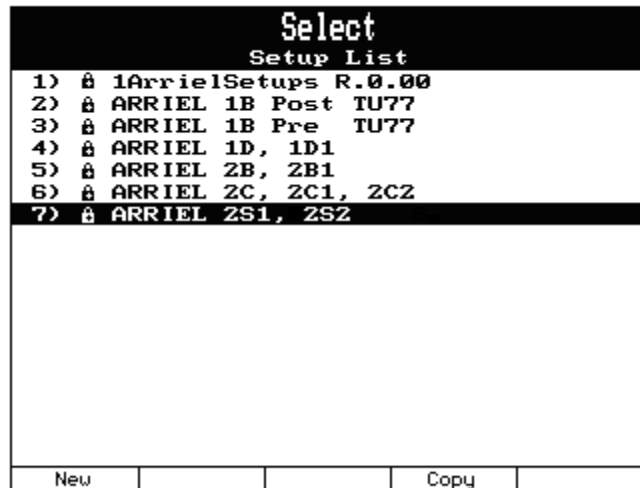 Select
Setup List
1) 1ArrielSetups R.0.00
2) ARRIEL 1B Post TU77
3) ARRIEL 1B Pre TU77
4) ARRIEL 1D, 1D1
5) ARRIEL 2B, 2B1
6) ARRIEL 2C, 2C1, 2C2
7) ARRIEL 2S1, 2S2
New Copy